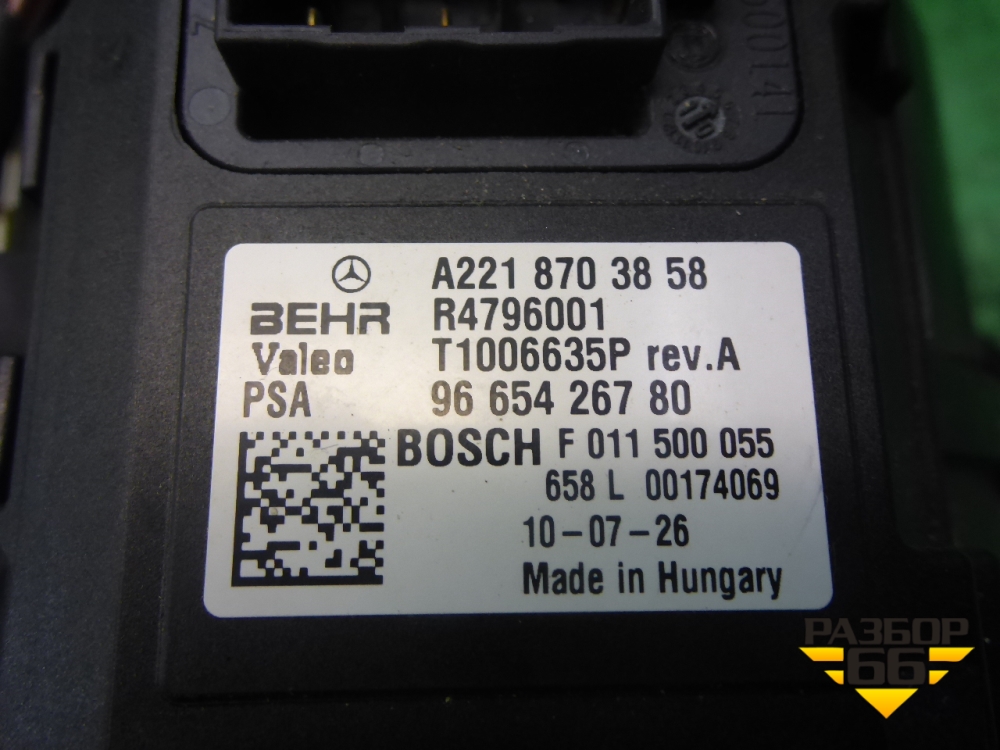 A221 870 38 58
BEHR R4796001
Valeo T1006635P rev.A
PSA 96 654 267 80
BOSCH F 011 500 055
658 L 00174069
10-07-26
Made in Hungary
РАЗБОР
66